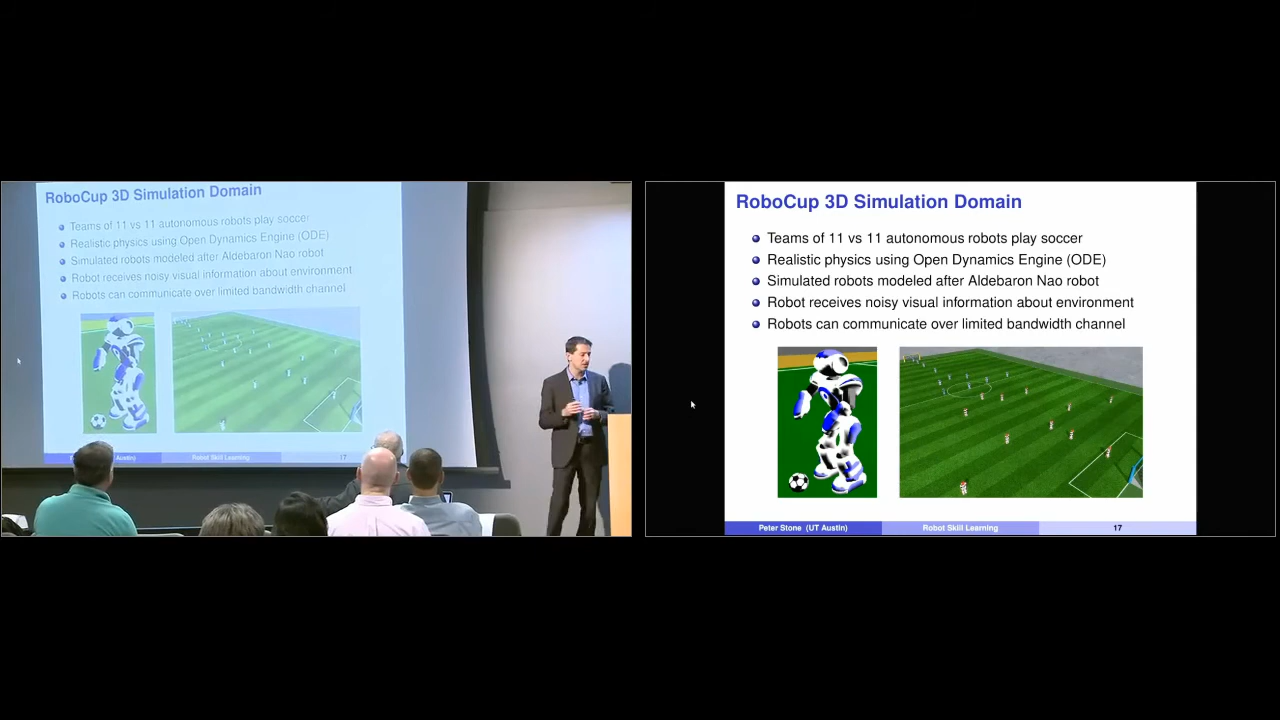 RoboCup 3D Simulation Domain
Teams of 11 vs 11 autonomous robots play soccer
Realistic physics using Open Dynamics Engine (ODE)
Simulated robots modeled after Aldebaron Nao robot
Robot receives noisy visual information about environment
Robots can communicate over limited bandwidth channel
Austin)
Robot Skill Learning
17
RoboCup 3D Simulation Domain
Teams of 11 vs 11 autonomous robots play soccer
Realistic physics using Open Dynamics Engine (ODE)
Simulated robots modeled after Aldebaron Nao robot
Robot receives noisy visual information about environment
Robots can communicate over limited bandwidth channel
Peter Stone (UT Austin)
Robot Skill Learning
17